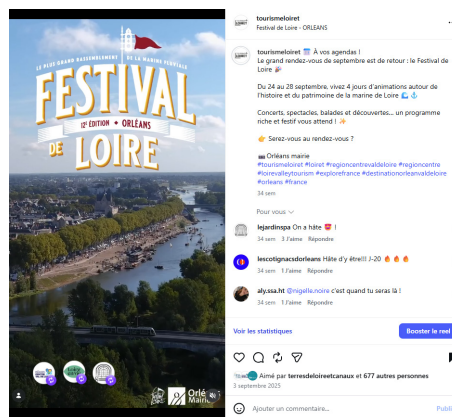 LE PLUS GRAND RASSEMBLEMENT DE LA MARINE FLUVIALE
FESTIVAL
12E ÉDITION ✦ ORLÉANS
DE LOIRE
Orlé
Mairie
tourismeloiret
Festival de Loire - ORLEANS
tourismeloiret 🗓️ À vos agendas !
Le grand rendez-vous de septembre est de retour : le Festival de
Loire 🎉
Du 24 au 28 septembre, vivez 4 jours d'animations autour de
l'histoire et du patrimoine de la marine de Loire 🌊 ⚓
Concerts, spectacles, balades et découvertes... un programme
riche et festif vous attend ! ✨
👉 Serez-vous au rendez-vous ?
📷 Orléans mairie
#tourismeloiret #loiret #regioncentrevaldeloire #regioncentre
#loirevalleytourism #explorefrance #destinationorleanvaldeloire
#orleans #france
34 sem
Pour vous
lejardinspa On a hâte 😍 !
34 sem 3 J'aime Répondre
lescotignacsdorleans Hâte d'y être!!! J-20 🔥 🔥 🔥
34 sem 1 J'aime Répondre
aly.ssa.ht @nigelle.noire c'est quand tu seras là !
34 sem 1 J'aime Répondre
Voir les statistiques
Booster le reel
Aimé par terresdeloireetcanaux et 677 autres personnes
3 septembre 2025
Ajouter un commentaire...
Publi